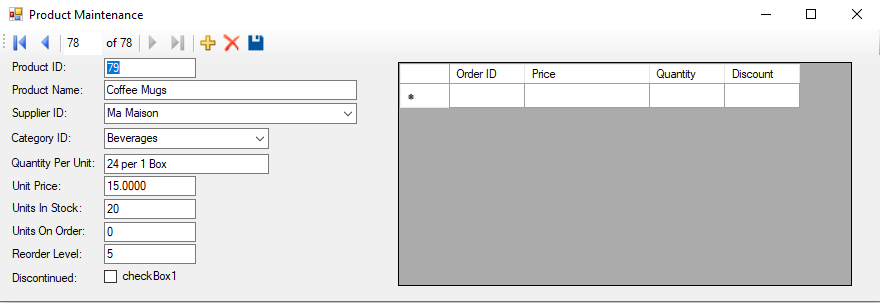 Product Maintenance
78 of 78
Product ID: 79
Product Name: Coffee Mugs
Supplier ID: Ma Maison
Category ID: Beverages
Quantity Per Unit: 24 per 1 Box
Unit Price: 15.0000
Units In Stock: 20
Units On Order: 0
Reorder Level: 5
Discontinued: checkBox1
Order ID Price Quantity Discount
*